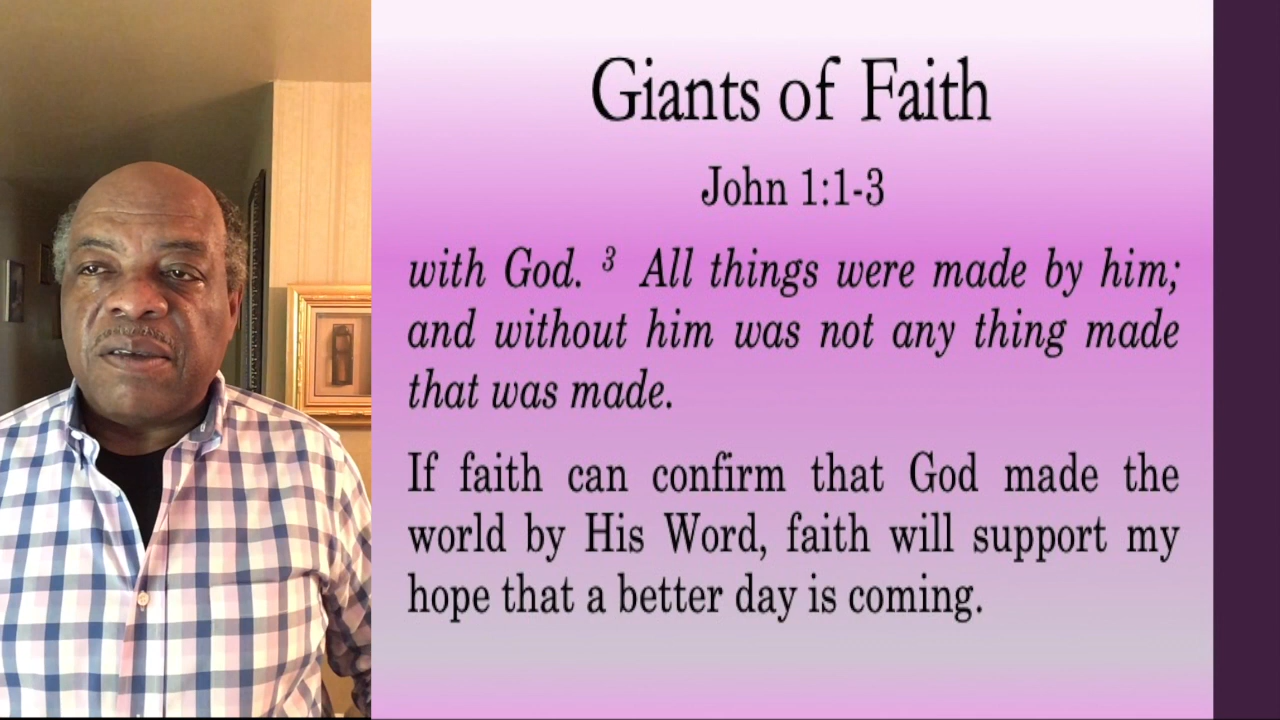 Giants of Faith
John 1:1-3
with God. ³ All things were made by him;
and without him was not any thing made
that was made.
If faith can confirm that God made the
world by His Word, faith will support my
hope that a better day is coming.